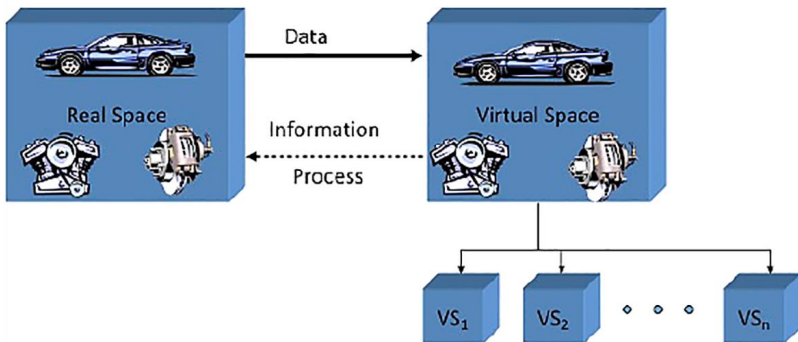 Data
Real Space
Virtual Space
Information
Process
VS₁
VS₂
VSₙ